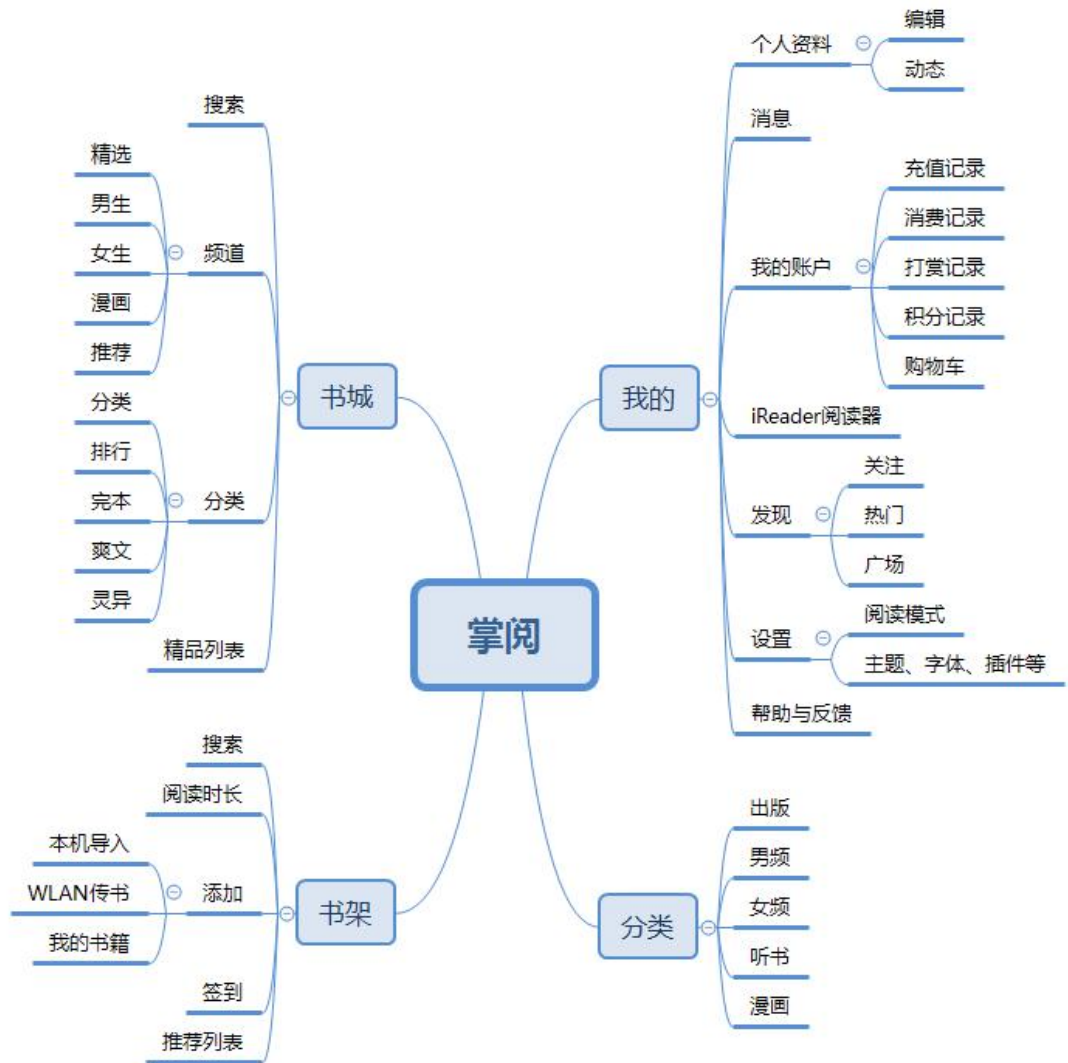 掌阅
书城
搜索
频道
精选
男生
女生
漫画
推荐
分类
分类
排行
完本
爽文
灵异
精品列表
书架
搜索
阅读时长
添加
本机导入
WLAN传书
我的书籍
签到
推荐列表
我的
个人资料
编辑
动态
消息
我的账户
充值记录
消费记录
打赏记录
积分记录
购物车
iReader阅读器
发现
关注
热门
广场
设置
阅读模式
主题、字体、插件等
帮助与反馈
分类
出版
男频
女频
听书
漫画